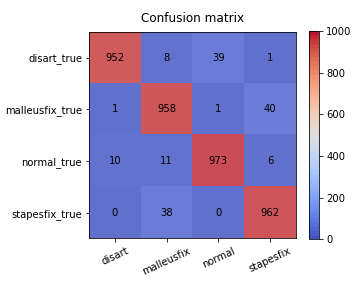 Confusion matrix
disart_true 952 8 39 1
malleusfix_true 1 958 1 40
normal_true 10 11 973 6
stapesfix_true 0 38 0 962
disart malleusfix normal stapesfix
1000
800
600
400
200
0